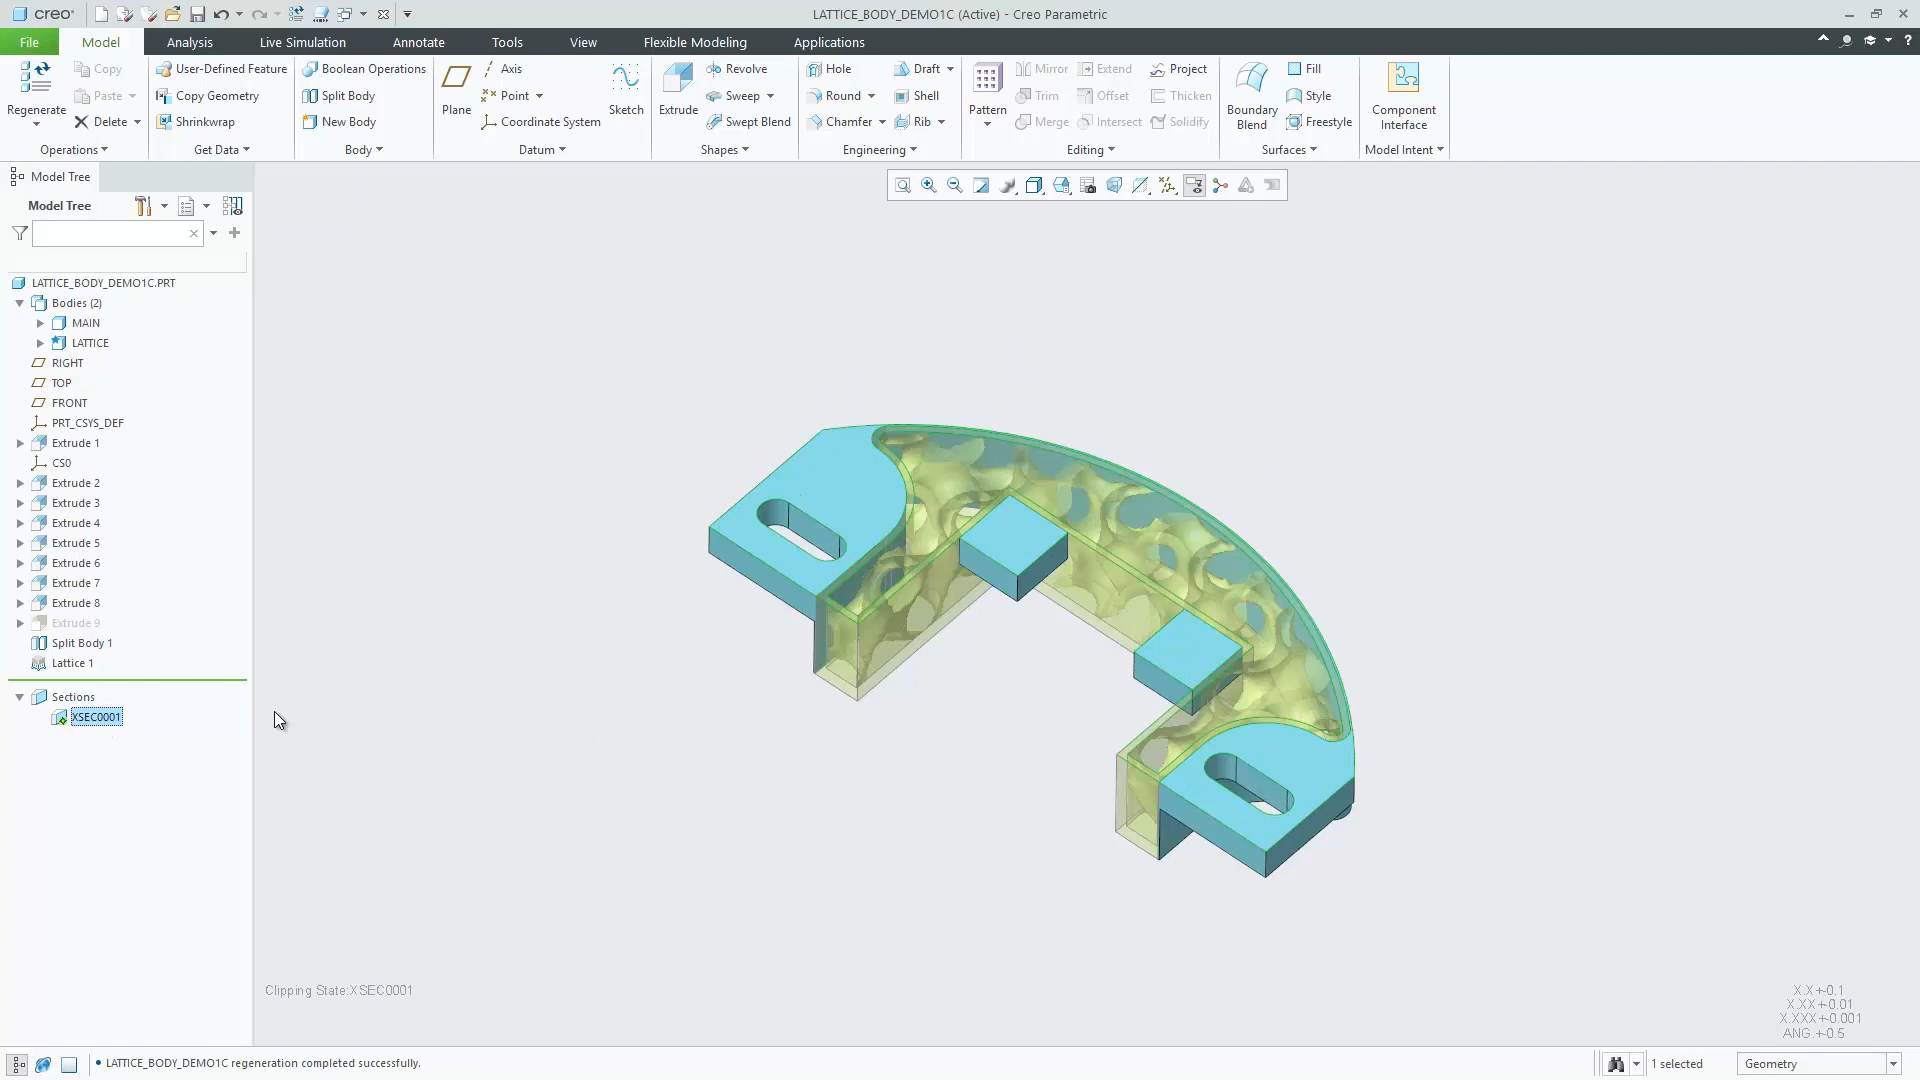 creo
LATTICE_BODY_DEMO1C (Active) - Creo Parametric
File Model Analysis Live Simulation Annotate Tools View Flexible Modeling Applications
Regenerate
Copy
Paste
Delete
Operations
User-Defined Feature
Copy Geometry
Shrinkwrap
Get Data
Boolean Operations
Split Body
New Body
Body
Plane
Axis
Point
Coordinate System
Sketch
Datum
Extrude
Revolve
Sweep
Swept Blend
Shapes
Hole
Round
Chamfer
Draft
Shell
Rib
Engineering
Pattern
Mirror
Trim
Merge
Extend
Offset
Intersect
Project
Thicken
Solidify
Editing
Boundary
Blend
Fill
Style
Freestyle
Surfaces
Component
Interface
Model Intent
Model Tree
Model Tree
LATTICE_BODY_DEMO1C.PRT
Bodies (2)
MAIN
LATTICE
RIGHT
TOP
FRONT
PRT_CSYS_DEF
Extrude 1
CS0
Extrude 2
Extrude 3
Extrude 4
Extrude 5
Extrude 6
Extrude 7
Extrude 8
Extrude 9
Split Body 1
Lattice 1
Sections
XSEC0001
Clipping State:XSEC0001
X.X+-0.1
X.XX+-0.01
X.XXX+-0.001
ANG.+-0.5
• LATTICE_BODY_DEMO1C regeneration completed successfully.
1 selected
Geometry